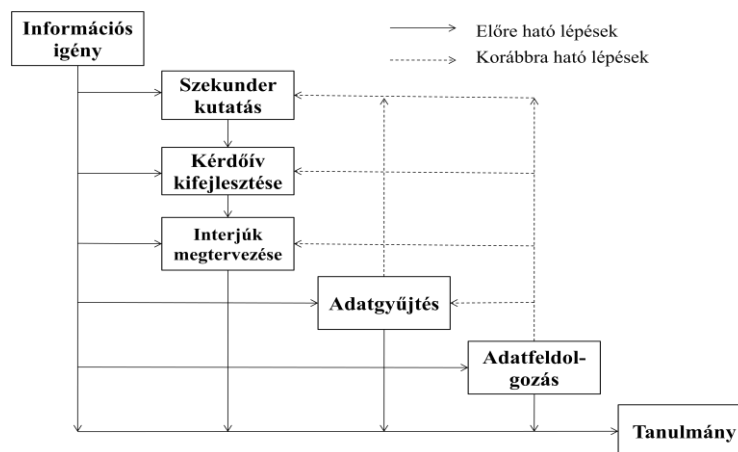 Információs
igény
Előre ható lépések
Korábbra ható lépések
Szekunder
kutatás
Kérdőív
kifejlesztése
Interjúk
megtervezése
Adatgyűjtés
Adatfeldol-
gozás
Tanulmány